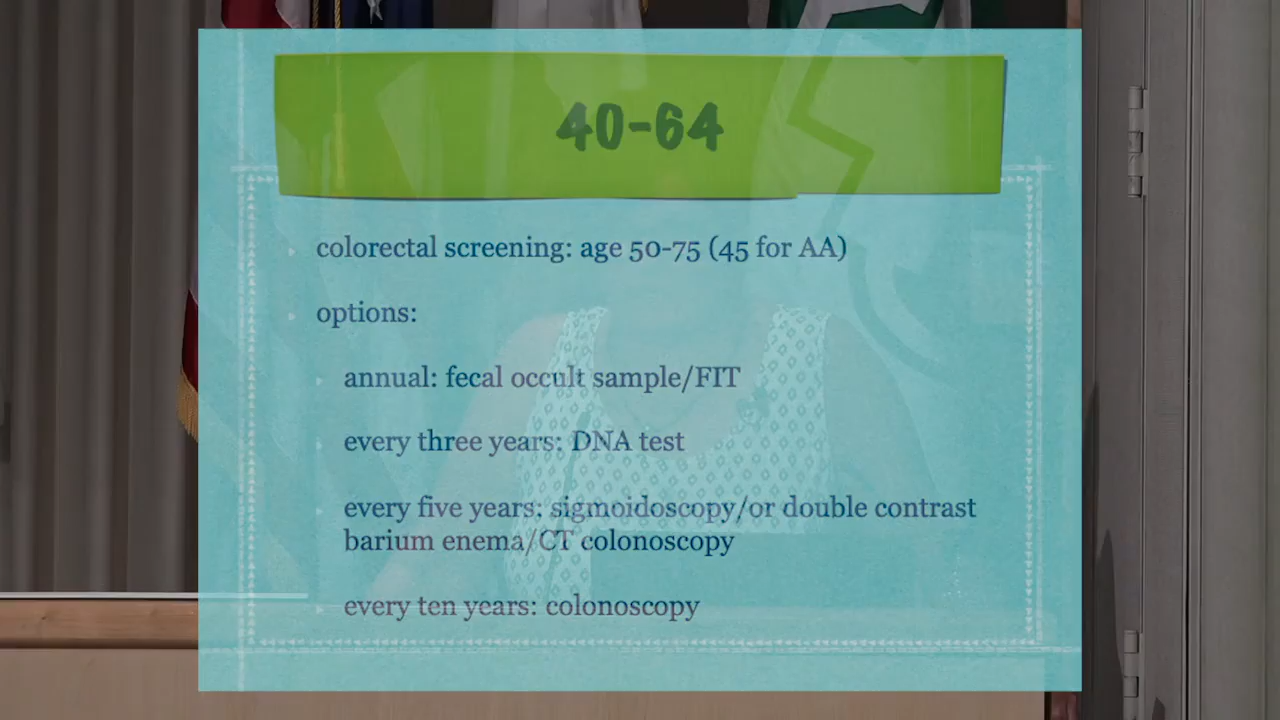 40-64
colorectal screening: age 50-75 (45 for AA)
options:
annual: fecal occult sample/FIT
every three years: DNA test
every five years: sigmoidoscopy/or double contrast
barium enema/CT colonoscopy
every ten years: colonoscopy